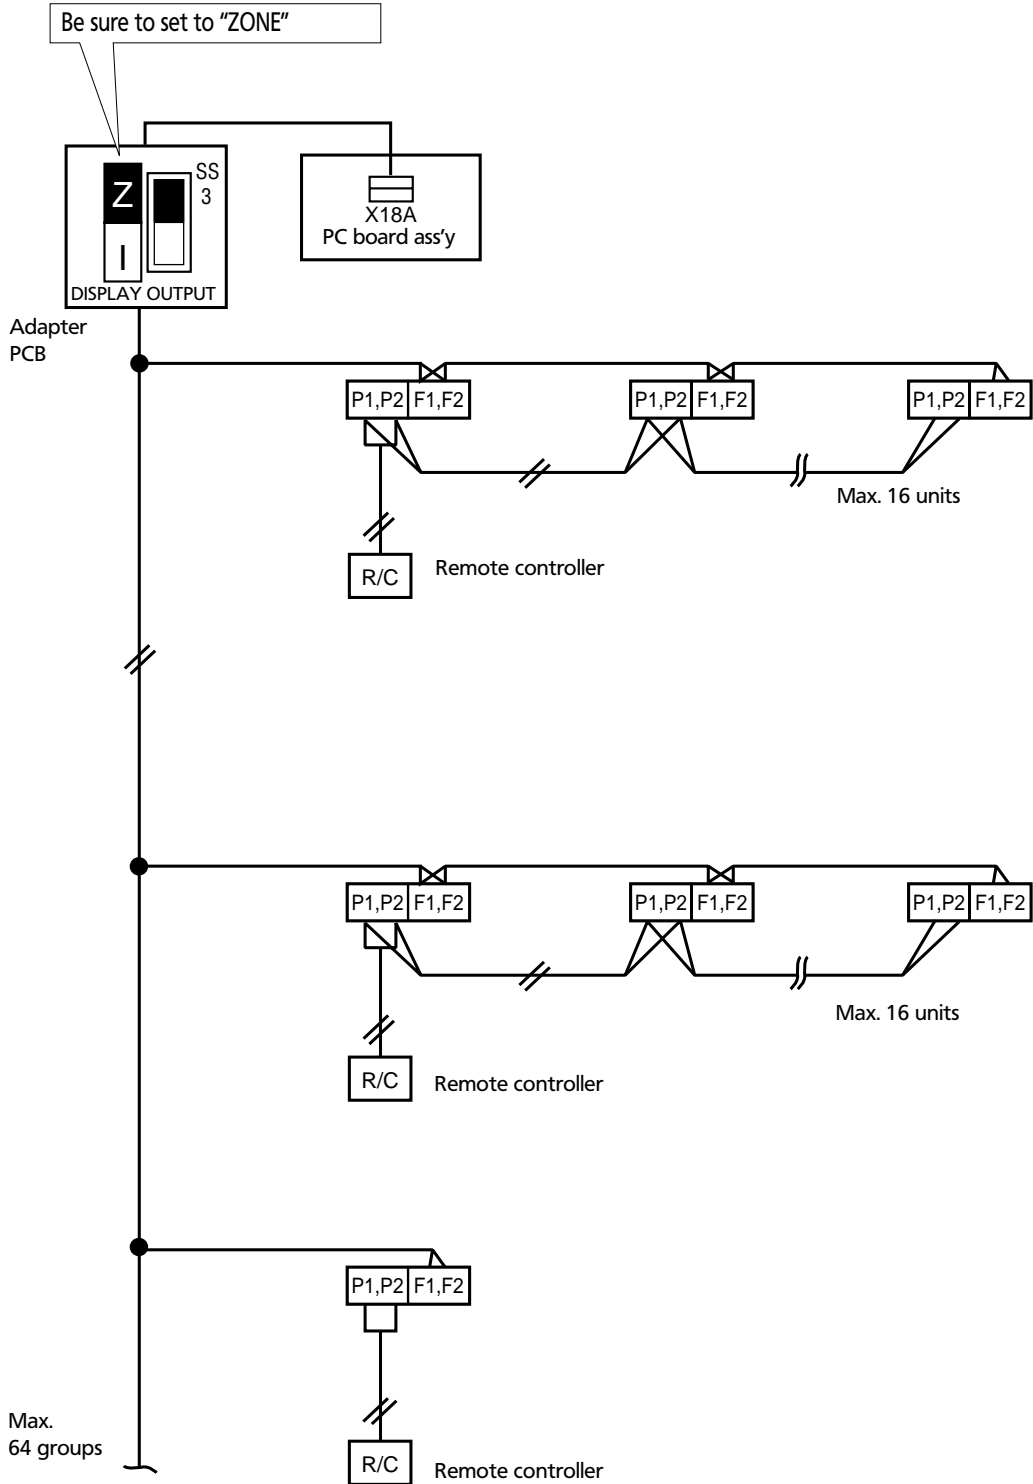 Be sure to set to “ZONE”
Z
I
SS
3
DISPLAY OUTPUT
X18A
PC board ass'y
Adapter
PCB
P1,P2 F1,F2
P1,P2 F1,F2
P1,P2 F1,F2
Max. 16 units
R/C
Remote controller
P1,P2 F1,F2
P1,P2 F1,F2
P1,P2 F1,F2
Max. 16 units
R/C
Remote controller
P1,P2 F1,F2
Max.
64 groups
R/C
Remote controller